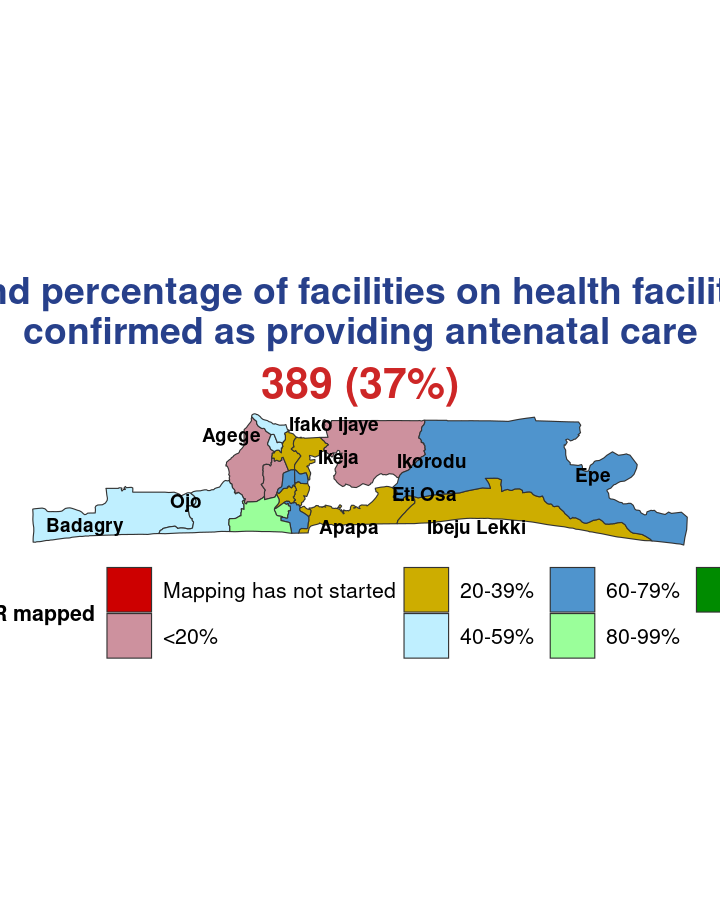 percentage of facilities on health
confirmed as providing antenatal care
389 (37%)
Ifako Ijaye
Agege
Ikeja
Ikorodu
Epe
Eti Osa
Ojo
Badagry
Apapa
Ibeju Lekki
Mapping has not started
20-39%
60-79%
mapped
<20%
40-59%
80-99%